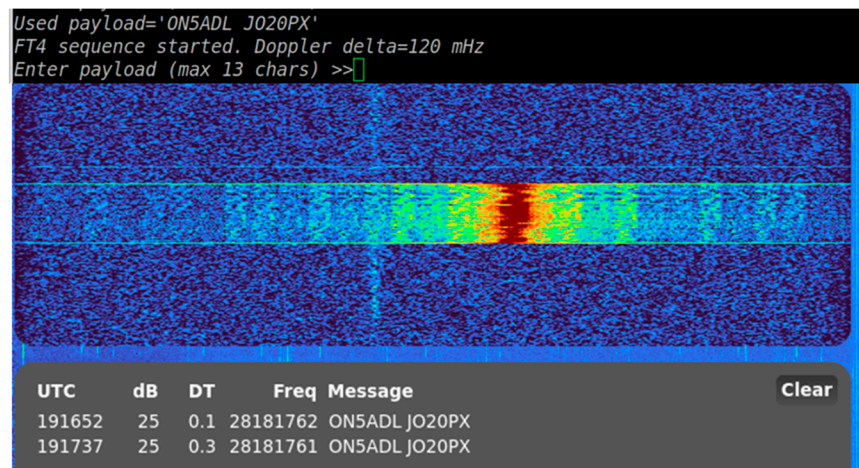 Used payload='ON5ADL JO20PX'
FT4 sequence started. Doppler delta=120 mHz
Enter payload (max 13 chars) >>
UTC dB DT Freq Message Clear
191652 25 0.1 28181762 ON5ADL JO20PX
191737 25 0.3 28181761 ON5ADL JO20PX